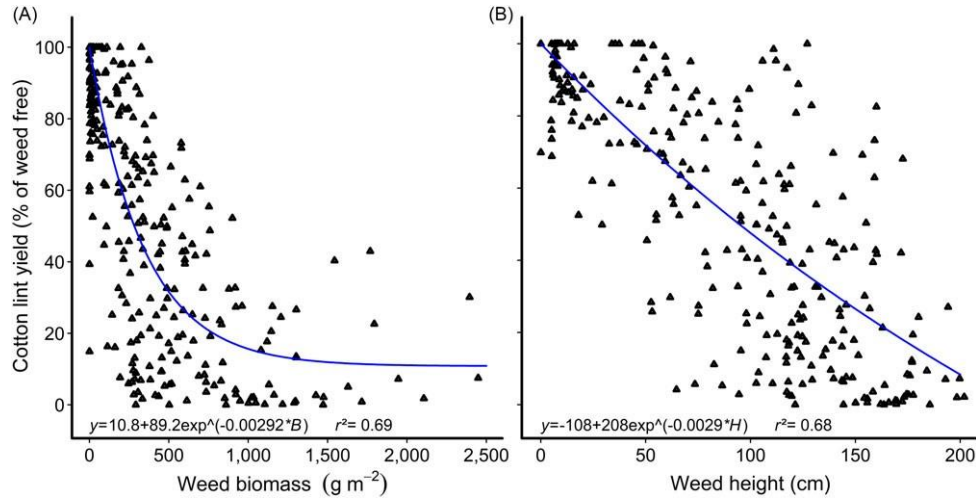 (A)
(B)
Cotton lint yield (% of weed free)
100
80
60
40
20
0
y=10.8+89.2exp^(-0.00292*B) r²= 0.69
y=-108+208exp^(-0.0029*H) r²= 0.68
0 500 1,000 1,500 2,000 2,500
0 50 100 150 200
Weed biomass (g m⁻²)
Weed height (cm)